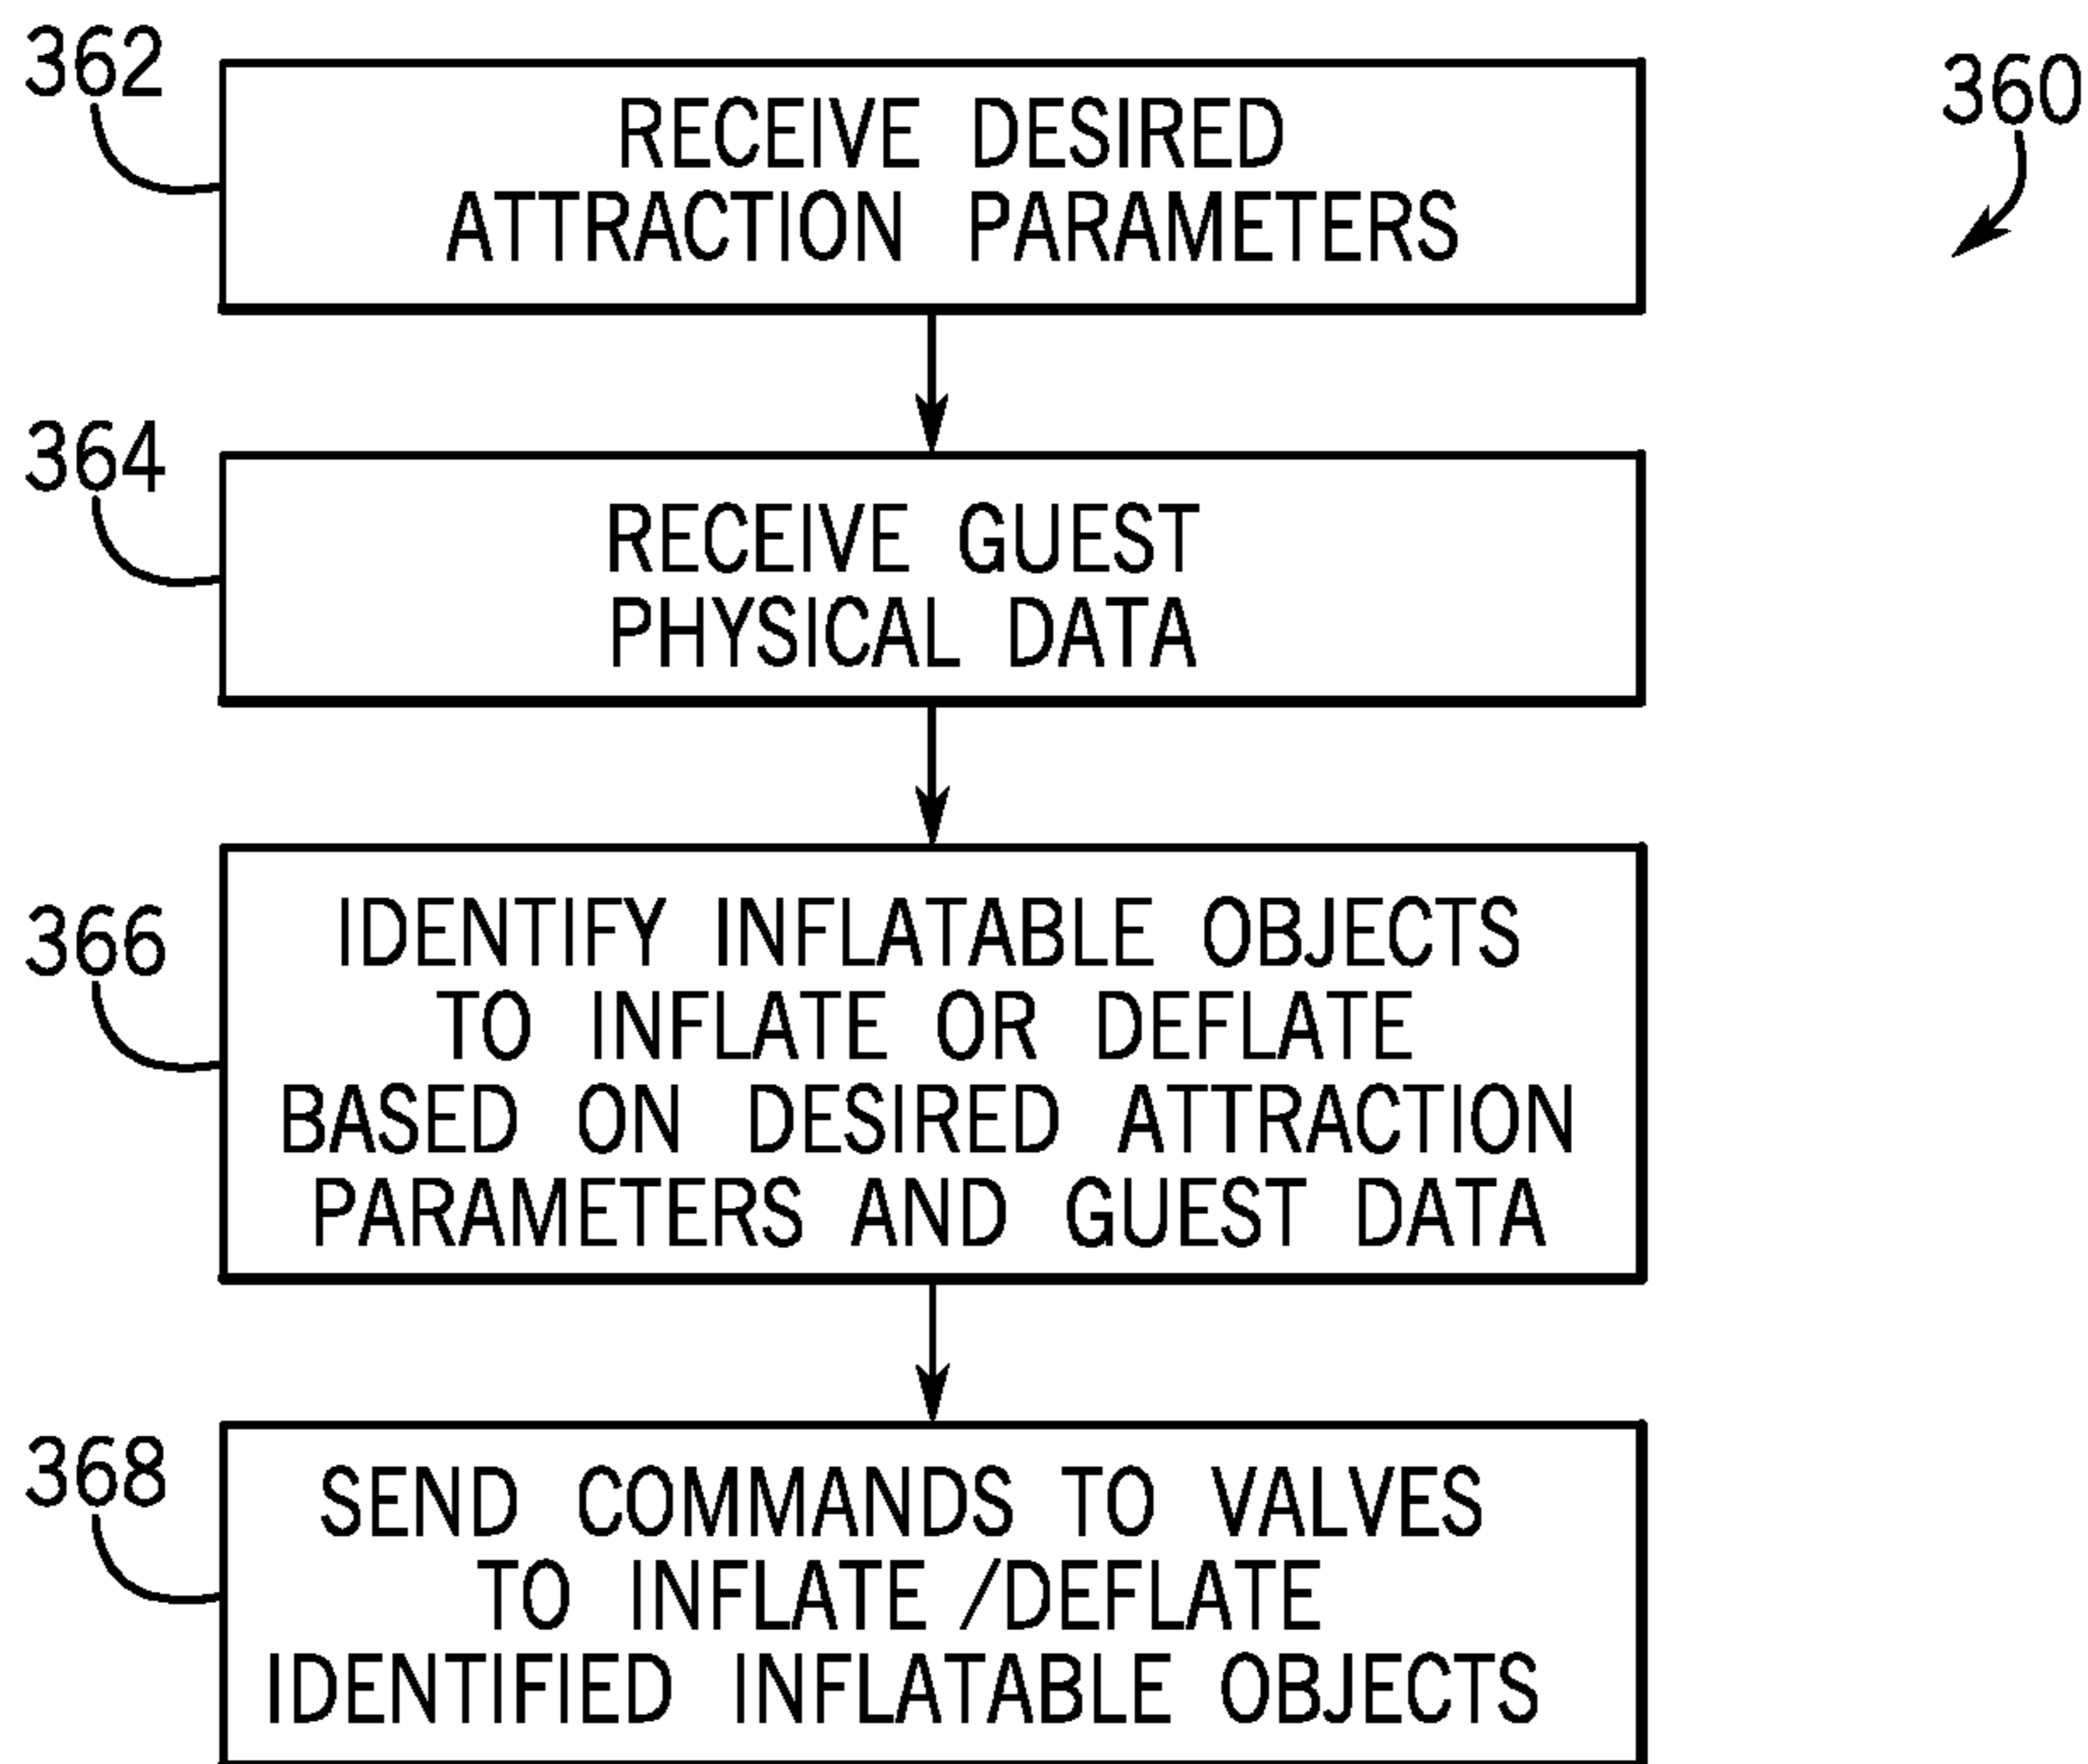 362
360
RECEIVE DESIRED
ATTRACTION PARAMETERS
364
RECEIVE GUEST
PHYSICAL DATA
366
IDENTIFY INFLATABLE OBJECTS
TO INFLATE OR DEFLATE
BASED ON DESIRED ATTRACTION
PARAMETERS AND GUEST DATA
368
SEND COMMANDS TO VALVES
TO INFLATE /DEFLATE
IDENTIFIED INFLATABLE OBJECTS